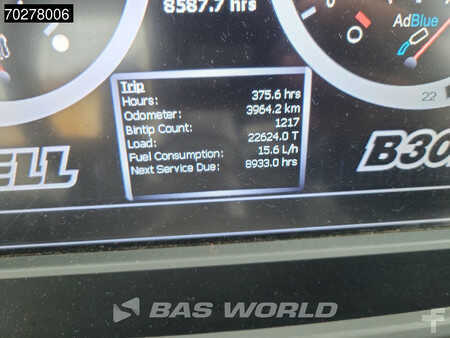 70278006
8587.7 hrs
AdBlue
22
Trip
Hours: 375.6 hrs
Odometer: 3964.2 km
Bintip Count: 1217
Load: 22624.0 T
Fuel Consumption: 15.6 L/h
Next Service Due: 8933.0 hrs
ELL
B30
BAS WORLD